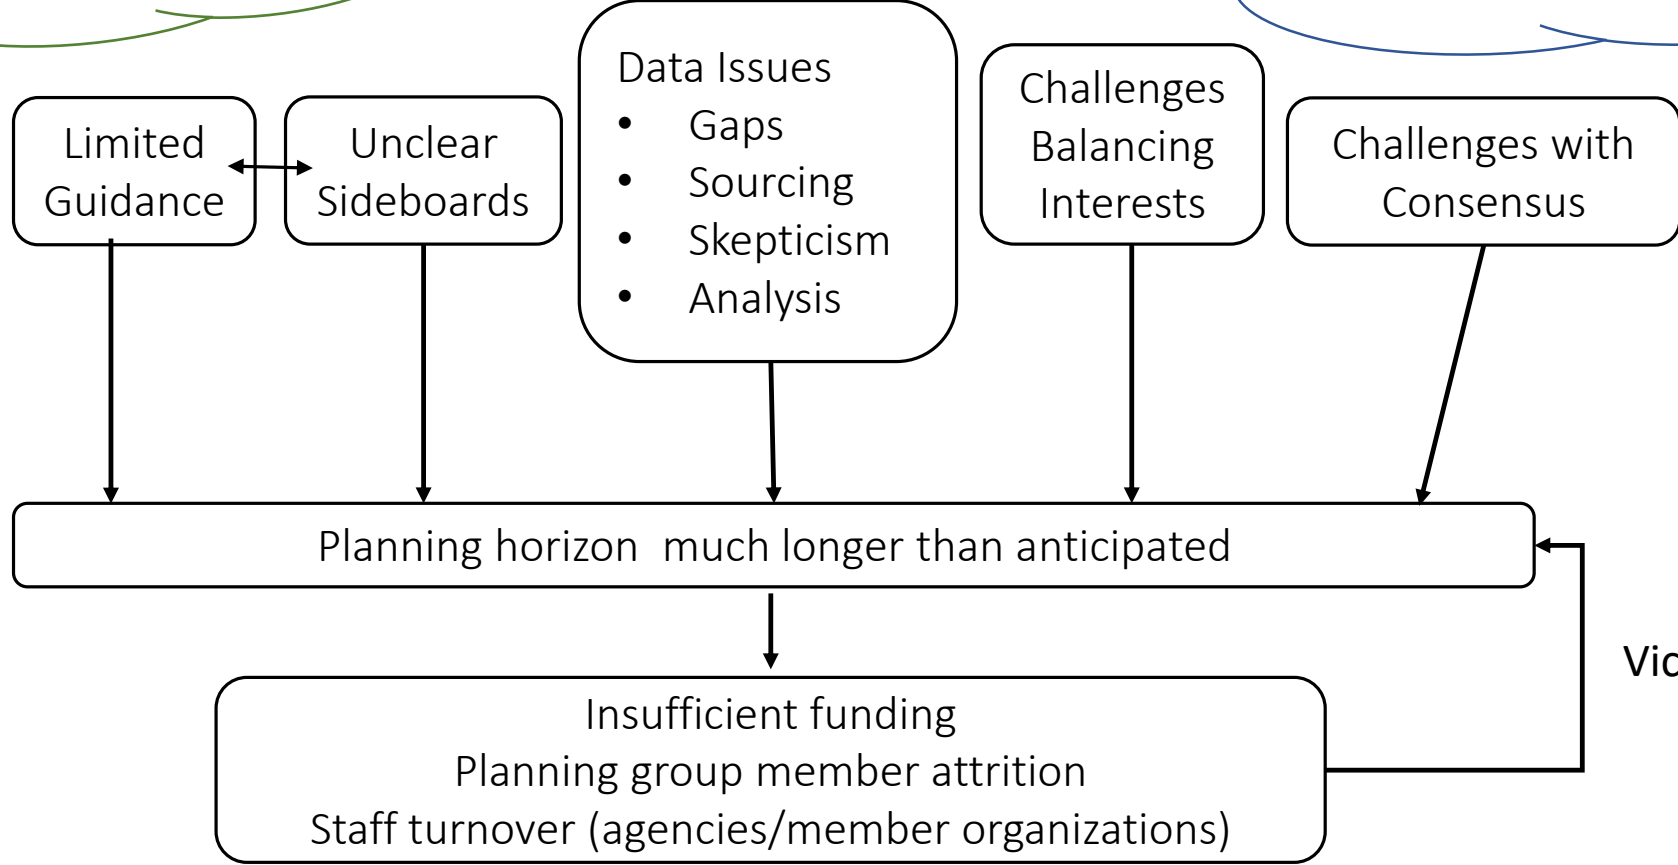 Limited
Guidance
Unclear
Sideboards
Data Issues
• Gaps
• Sourcing
• Skepticism
• Analysis
Challenges
Balancing
Interests
Challenges with
Consensus
Planning horizon  much longer than anticipated
Insufficient funding
Planning group member attrition
Staff turnover (agencies/member organizations)